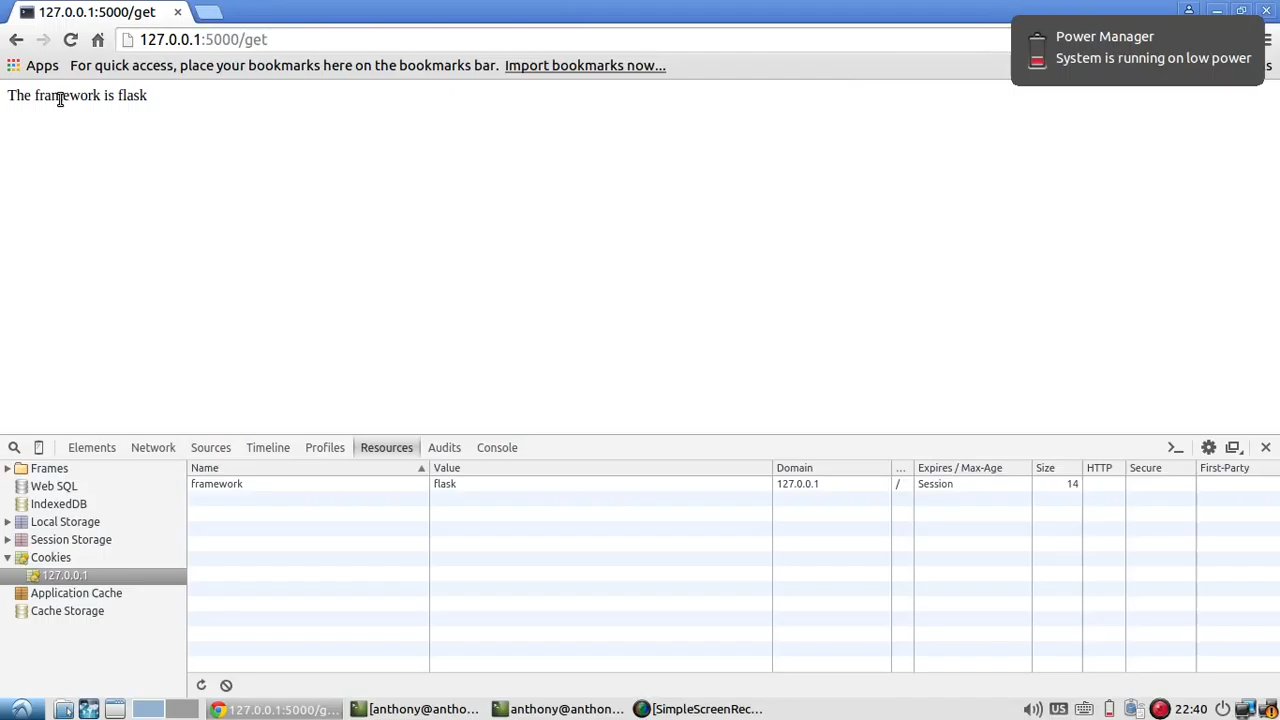 127.0.0.1:5000/get
127.0.0.1:5000/get
Power Manager
System is running on low power
Apps For quick access, place your bookmarks here on the bookmarks bar. Import bookmarks now...
The framework is flask
Elements Network Sources Timeline Profiles Resources Audits Console
Frames
Web SQL
IndexedDB
Local Storage
Session Storage
Cookies
127.0.0.1
Application Cache
Cache Storage
Name Value Domain ... Expires / Max-Age Size HTTP Secure First-Party
framework flask 127.0.0.1 / Session 14
127.0.0.1:5000/g... [anthony@antho... anthony@anthon... [SimpleScreenRec... US 22:40